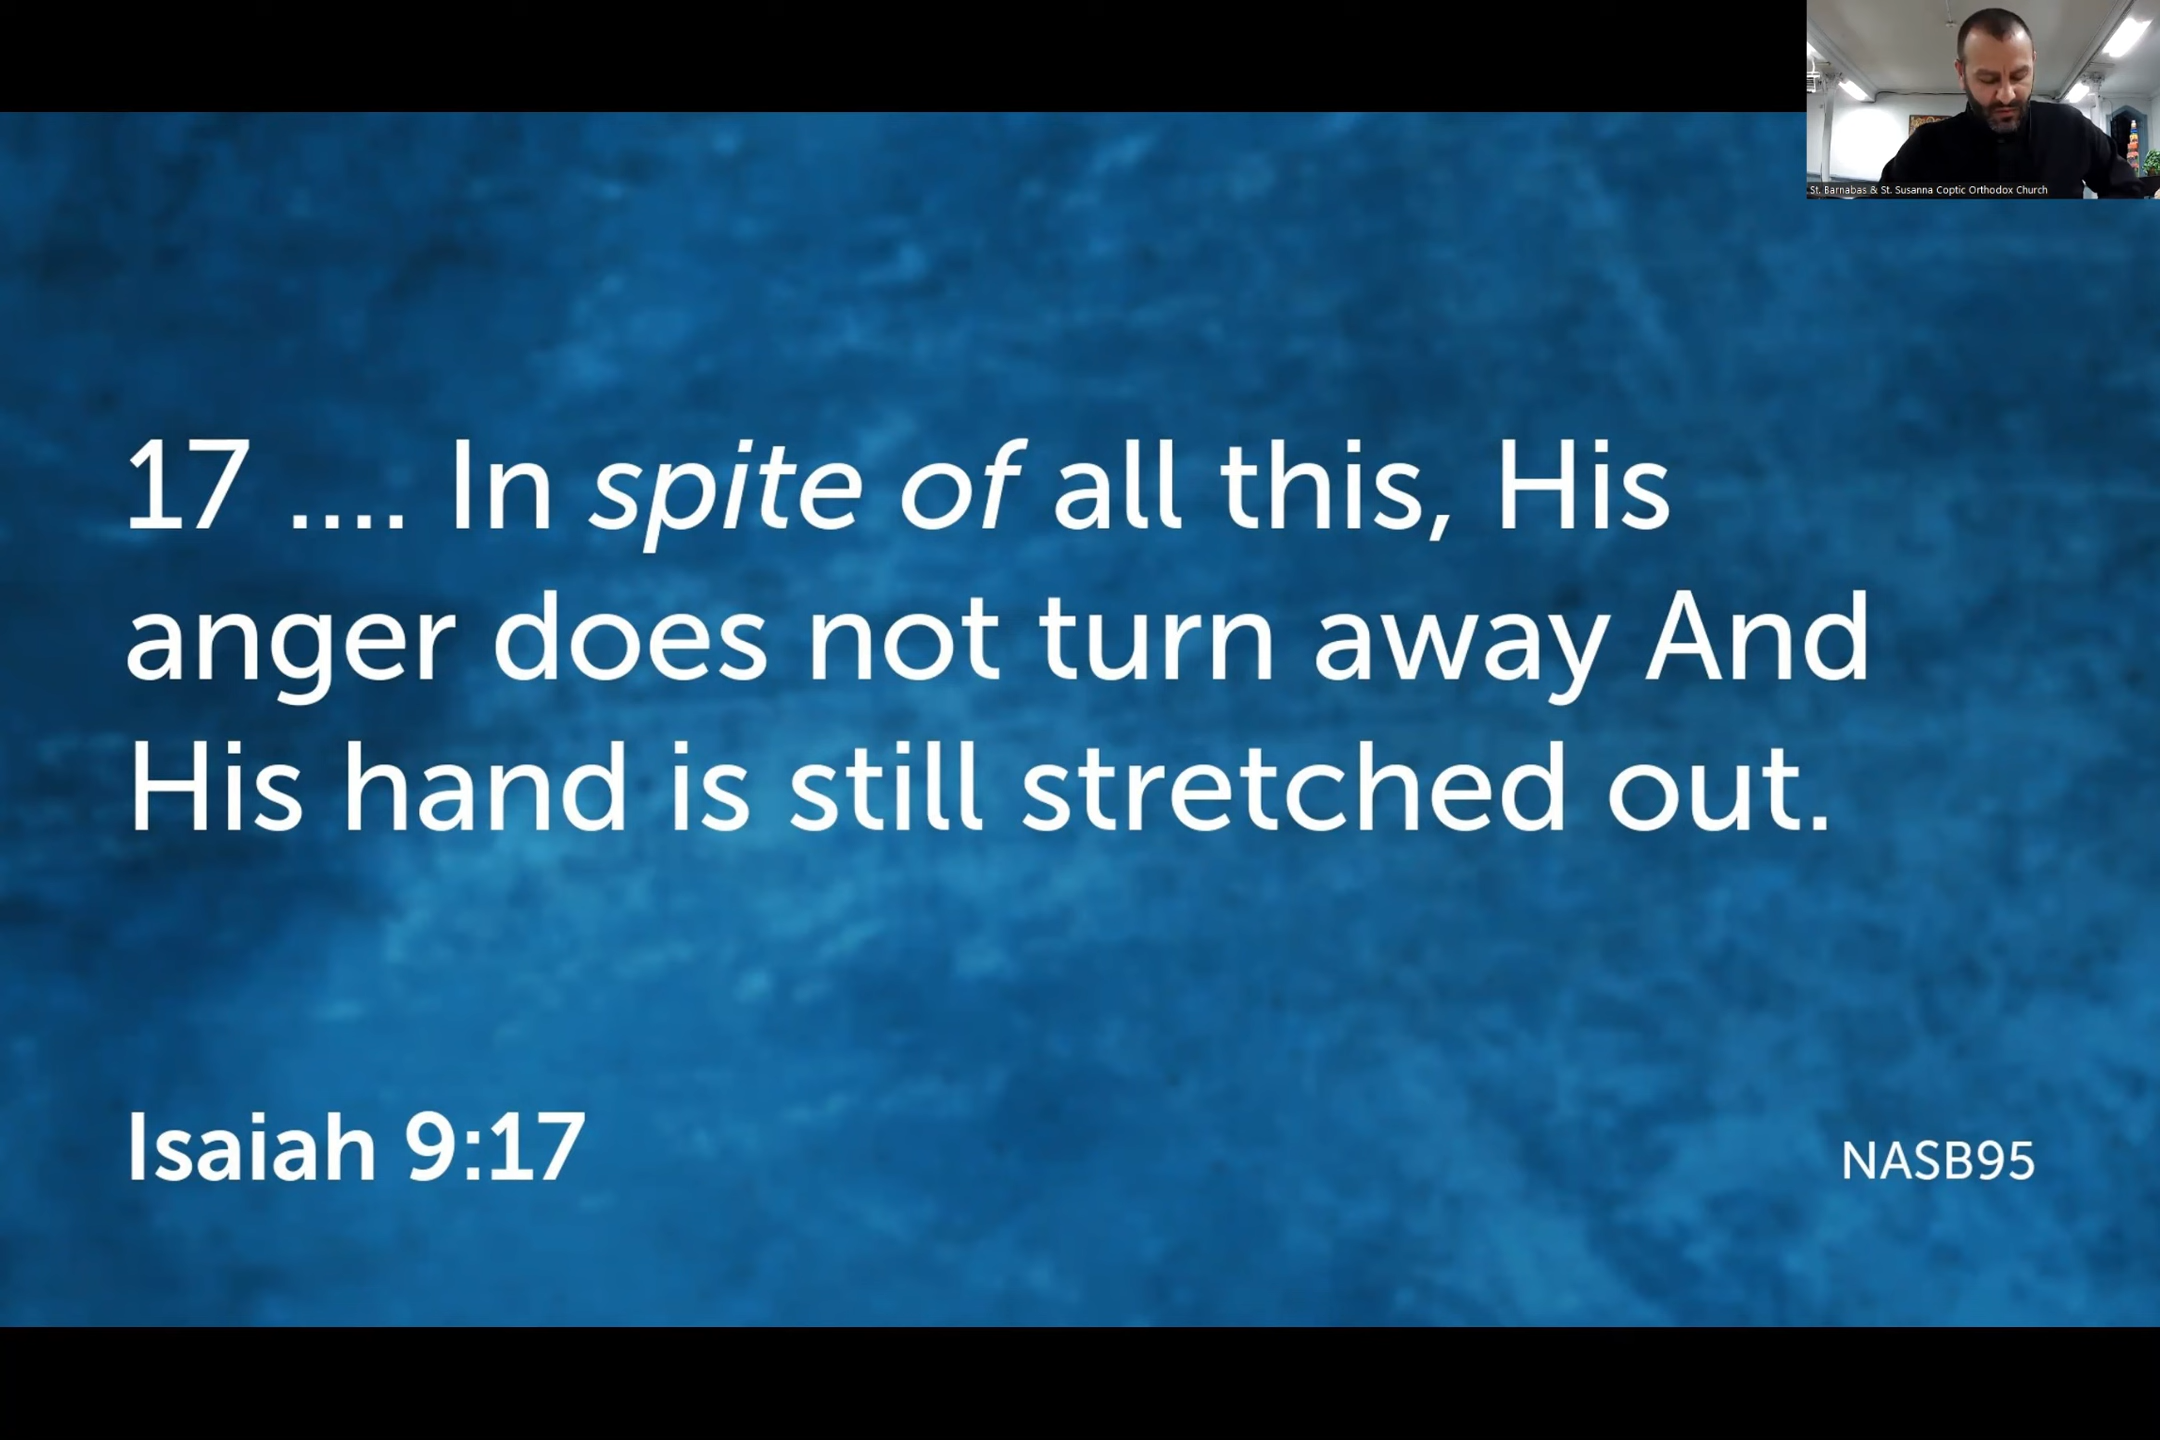 St. Barnabas & St. Susanna Coptic Orthodox Church
17 .... In spite of all this, His
anger does not turn away And
His hand is still stretched out.
Isaiah 9:17
NASB95